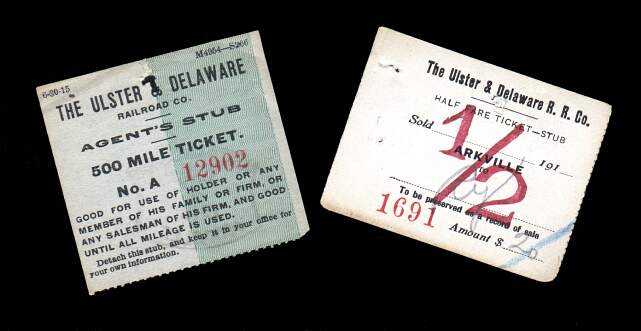 6-30-15
M4954-S266
THE ULSTER & DELAWARE
RAILROAD CO.
AGENT'S STUB
500 MILE TICKET.
No. A 12902
GOOD FOR USE OF HOLDER OR ANY
MEMBER OF HIS FAMILY OR FIRM, OR
ANY SALESMAN OF HIS FIRM, AND GOOD
UNTIL ALL MILEAGE IS USED.
Detach this stub, and keep is in your office for
your own information.
The Ulster & Delaware R. R. Co.
HALF FARE TICKET-STUB
Sold 191
ARKVILLE
TO
1/2
To be preserved as a record of sale
1691
Amount $ 20